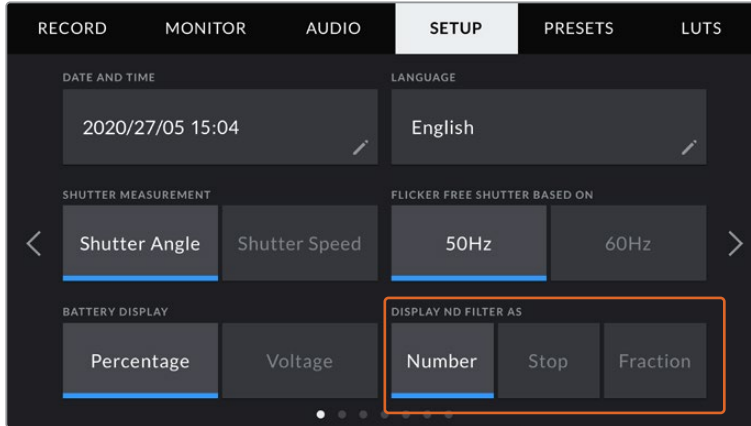 RECORD MONITOR AUDIO SETUP PRESETS LUTS
DATE AND TIME LANGUAGE
2020/27/05 15:04 English
SHUTTER MEASUREMENT FLICKER FREE SHUTTER BASED ON
Shutter Angle Shutter Speed 50Hz 60Hz
BATTERY DISPLAY DISPLAY ND FILTER AS
Percentage Voltage Number Stop Fraction